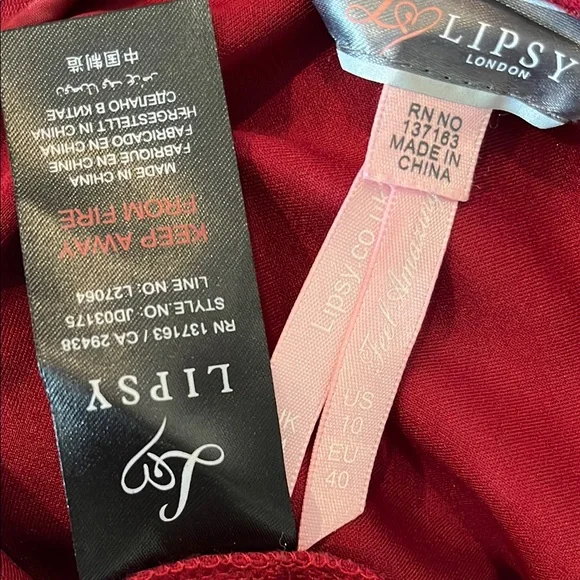 LIPSY
LONDON
RN NO
137163
MADE IN
CHINA
Lipsy.co.uk
Feel Amazing
US
10
EU
40
LIPSY
RN 137163 / CA 29438
STYLE.NO: JD03175
LINE NO: L27064
KEEP AWAY
FROM FIRE
MADE IN CHINA
FABRIQUE EN CHINE
FABRICADO EN CHINA
HERGESTELLT IN CHINA
СДЕЛАНО В КИТАЕ
中国制造